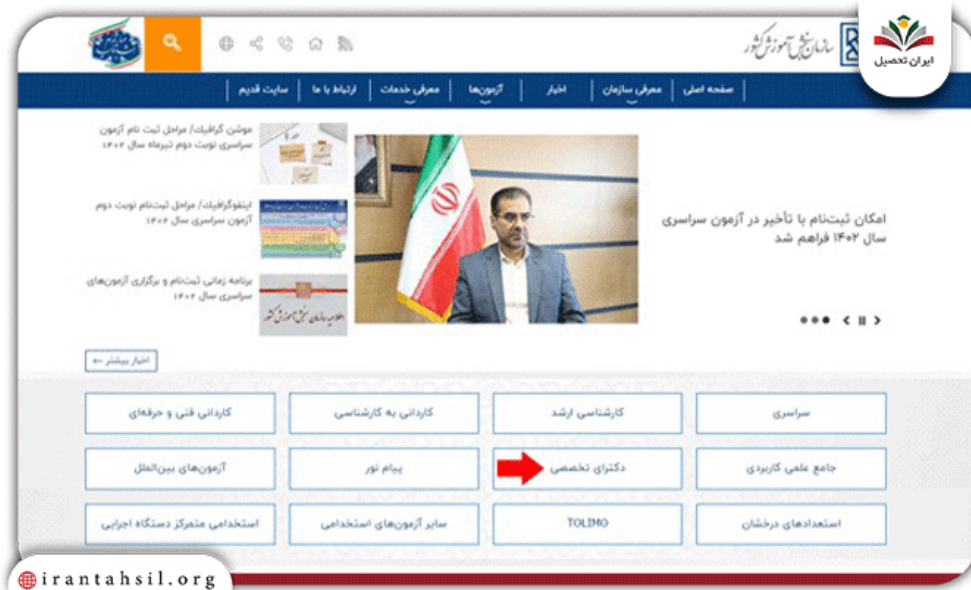 سازمان سنجش آموزش کشور
ایران تحصیل
صفحه اصلی
معرفی سازمان
اخبار
آزمون‌ها
معرفی خدمات
ارتباط با ما
سایت قدیم
امکان ثبت‌نام با تأخیر در آزمون سراسری
سال ۱۴۰۲ فراهم شد
موشن گرافیک/ مراحل ثبت نام آزمون
سراسری نوبت دوم تیرماه سال ۱۴۰۲
اینفوگرافیک/ مراحل ثبت‌نام نوبت دوم
آزمون سراسری سال ۱۴۰۲
برنامه زمانی ثبت‌نام و برگزاری آزمون‌های
سراسری سال ۱۴۰۲
اطلاعیه سازمان سنجش آموزش کشور
اخبار بیشتر
سراسری
کارشناسی ارشد
کاردانی به کارشناسی
کاردانی فنی و حرفه‌ای
جامع علمی کاربردی
دکترای تخصصی
پیام نور
آزمون‌های بین‌الملل
استعدادهای درخشان
TOLIMO
سایر آزمون‌های استخدامی
استخدامی متمرکز دستگاه اجرایی
irantahsil.org